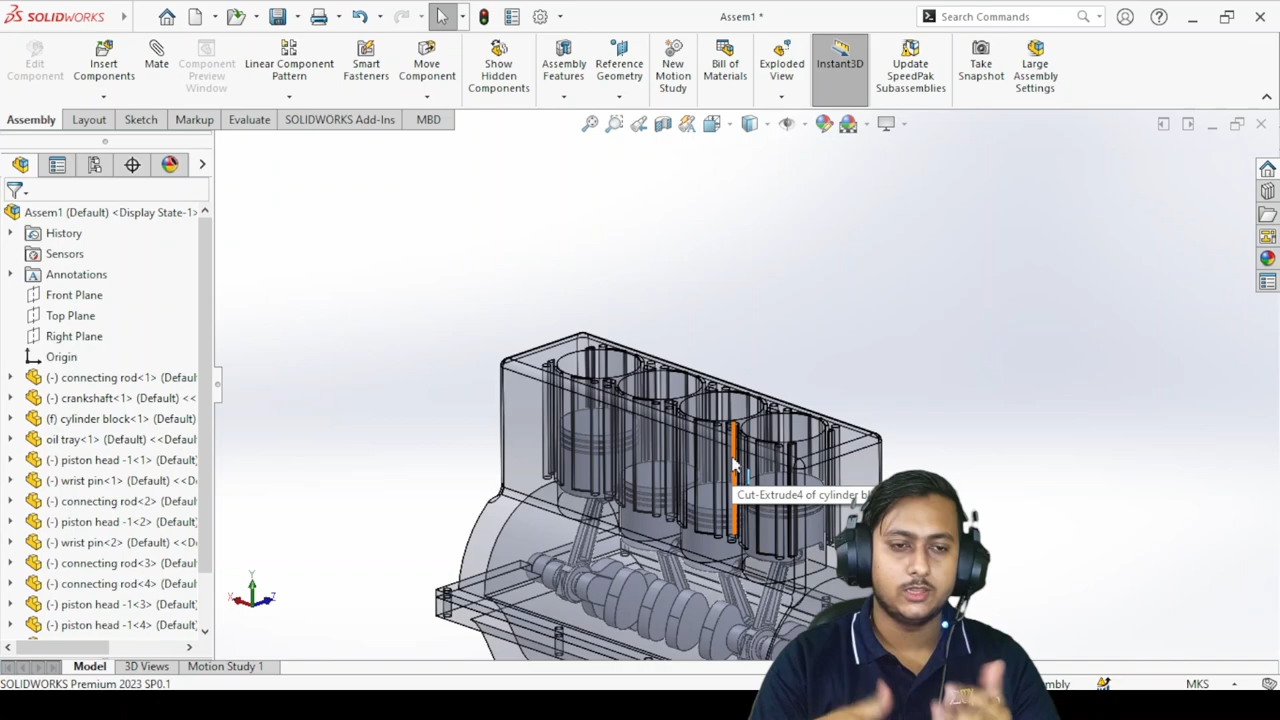 SOLIDWORKS
Assem1 *
Search Commands
Edit Component
Insert Components
Mate
Component Preview Window
Linear Component Pattern
Smart Fasteners
Move Component
Show Hidden Components
Assembly Features
Reference Geometry
New Motion Study
Bill of Materials
Exploded View
Instant3D
Update SpeedPak Subassemblies
Take Snapshot
Large Assembly Settings
Assembly
Layout
Sketch
Markup
Evaluate
SOLIDWORKS Add-Ins
MBD
Assem1 (Default) <Display State-1>
History
Sensors
Annotations
Front Plane
Top Plane
Right Plane
Origin
(-) connecting rod<1> (Defaul
(-) crankshaft<1> (Default) <<
(f) cylinder block<1> (Default)
oil tray<1> (Default) <<Default
(-) piston head -1<1> (Default)
(-) wrist pin<1> (Default) <<D
(-) connecting rod<2> (Defaul
(-) piston head -1<2> (Default)
(-) wrist pin<2> (Default) <<D
(-) connecting rod<3> (Defaul
(-) connecting rod<4> (Defaul
(-) piston head -1<3> (Default)
(-) piston head -1<4> (Default)
Cut-Extrude4 of cylinder bl
Y
X
Z
Model
3D Views
Motion Study 1
SOLIDWORKS Premium 2023 SP0.1
mbly
MKS